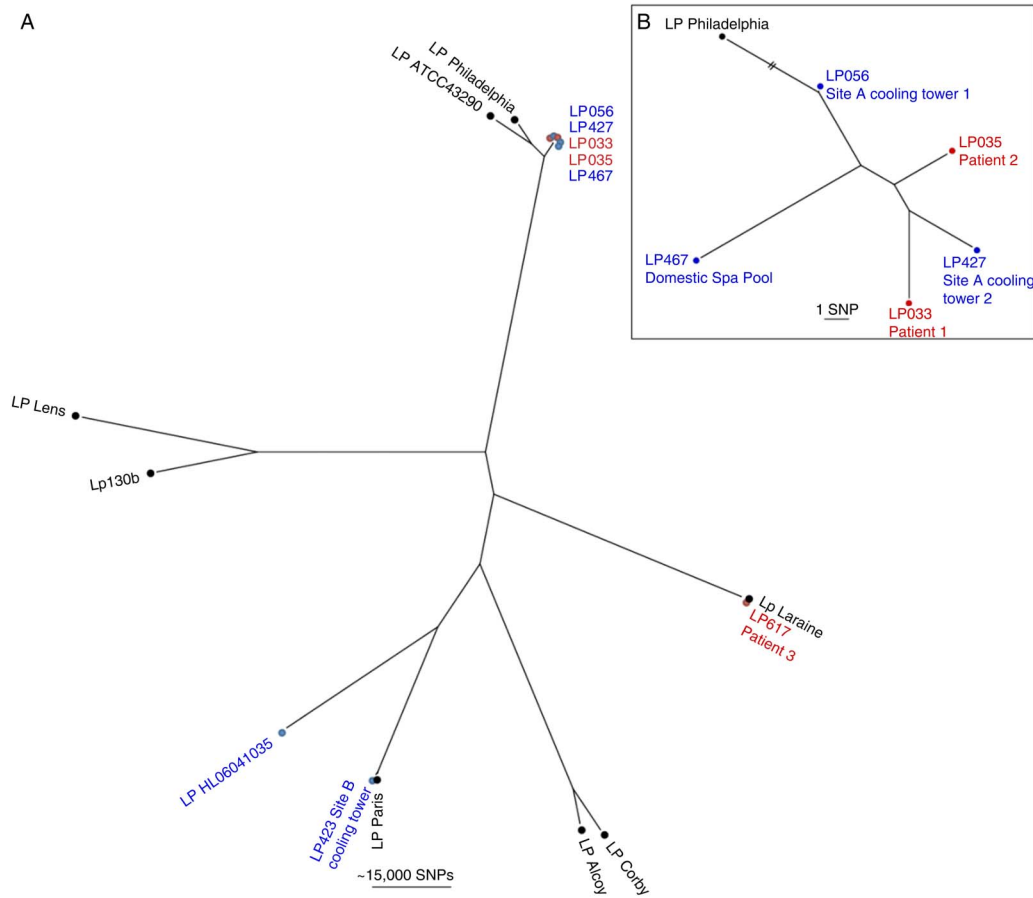 A
LP Philadelphia
LP ATCC43290
LP056
LP427
LP033
LP035
LP467
B
LP Philadelphia
LP056
Site A cooling tower 1
LP035
Patient 2
LP467
Domestic Spa Pool
LP427
Site A cooling
tower 2
1 SNP
LP033
Patient 1
LP Lens
Lp130b
Lp Laraine
LP617
Patient 3
LP HL06041035
LP423 Site B
cooling tower
LP Paris
LP Alcoy
LP Corby
~15,000 SNPs